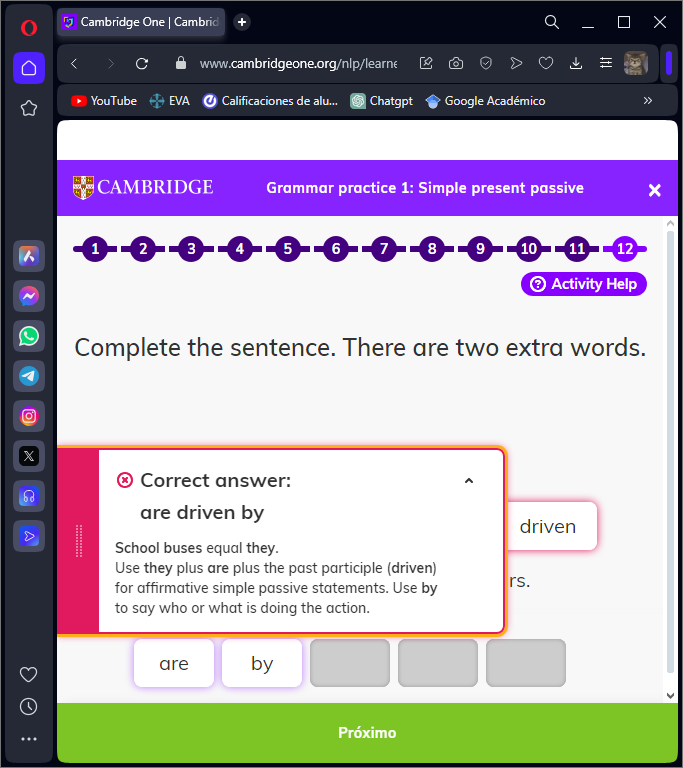 Cambridge One | Cambrid
www.cambridgeone.org/nlp/learne
YouTube
EVA
Calificaciones de alu...
Chatgpt
Google Académico
CAMBRIDGE
Grammar practice 1: Simple present passive
1 2 3 4 5 6 7 8 9 10 11 12
Activity Help
Complete the sentence. There are two extra words.
Correct answer:
are driven by
School buses equal they.
Use they plus are plus the past participle (driven)
for affirmative simple passive statements. Use by
to say who or what is doing the action.
driven
rs.
are by
Próximo